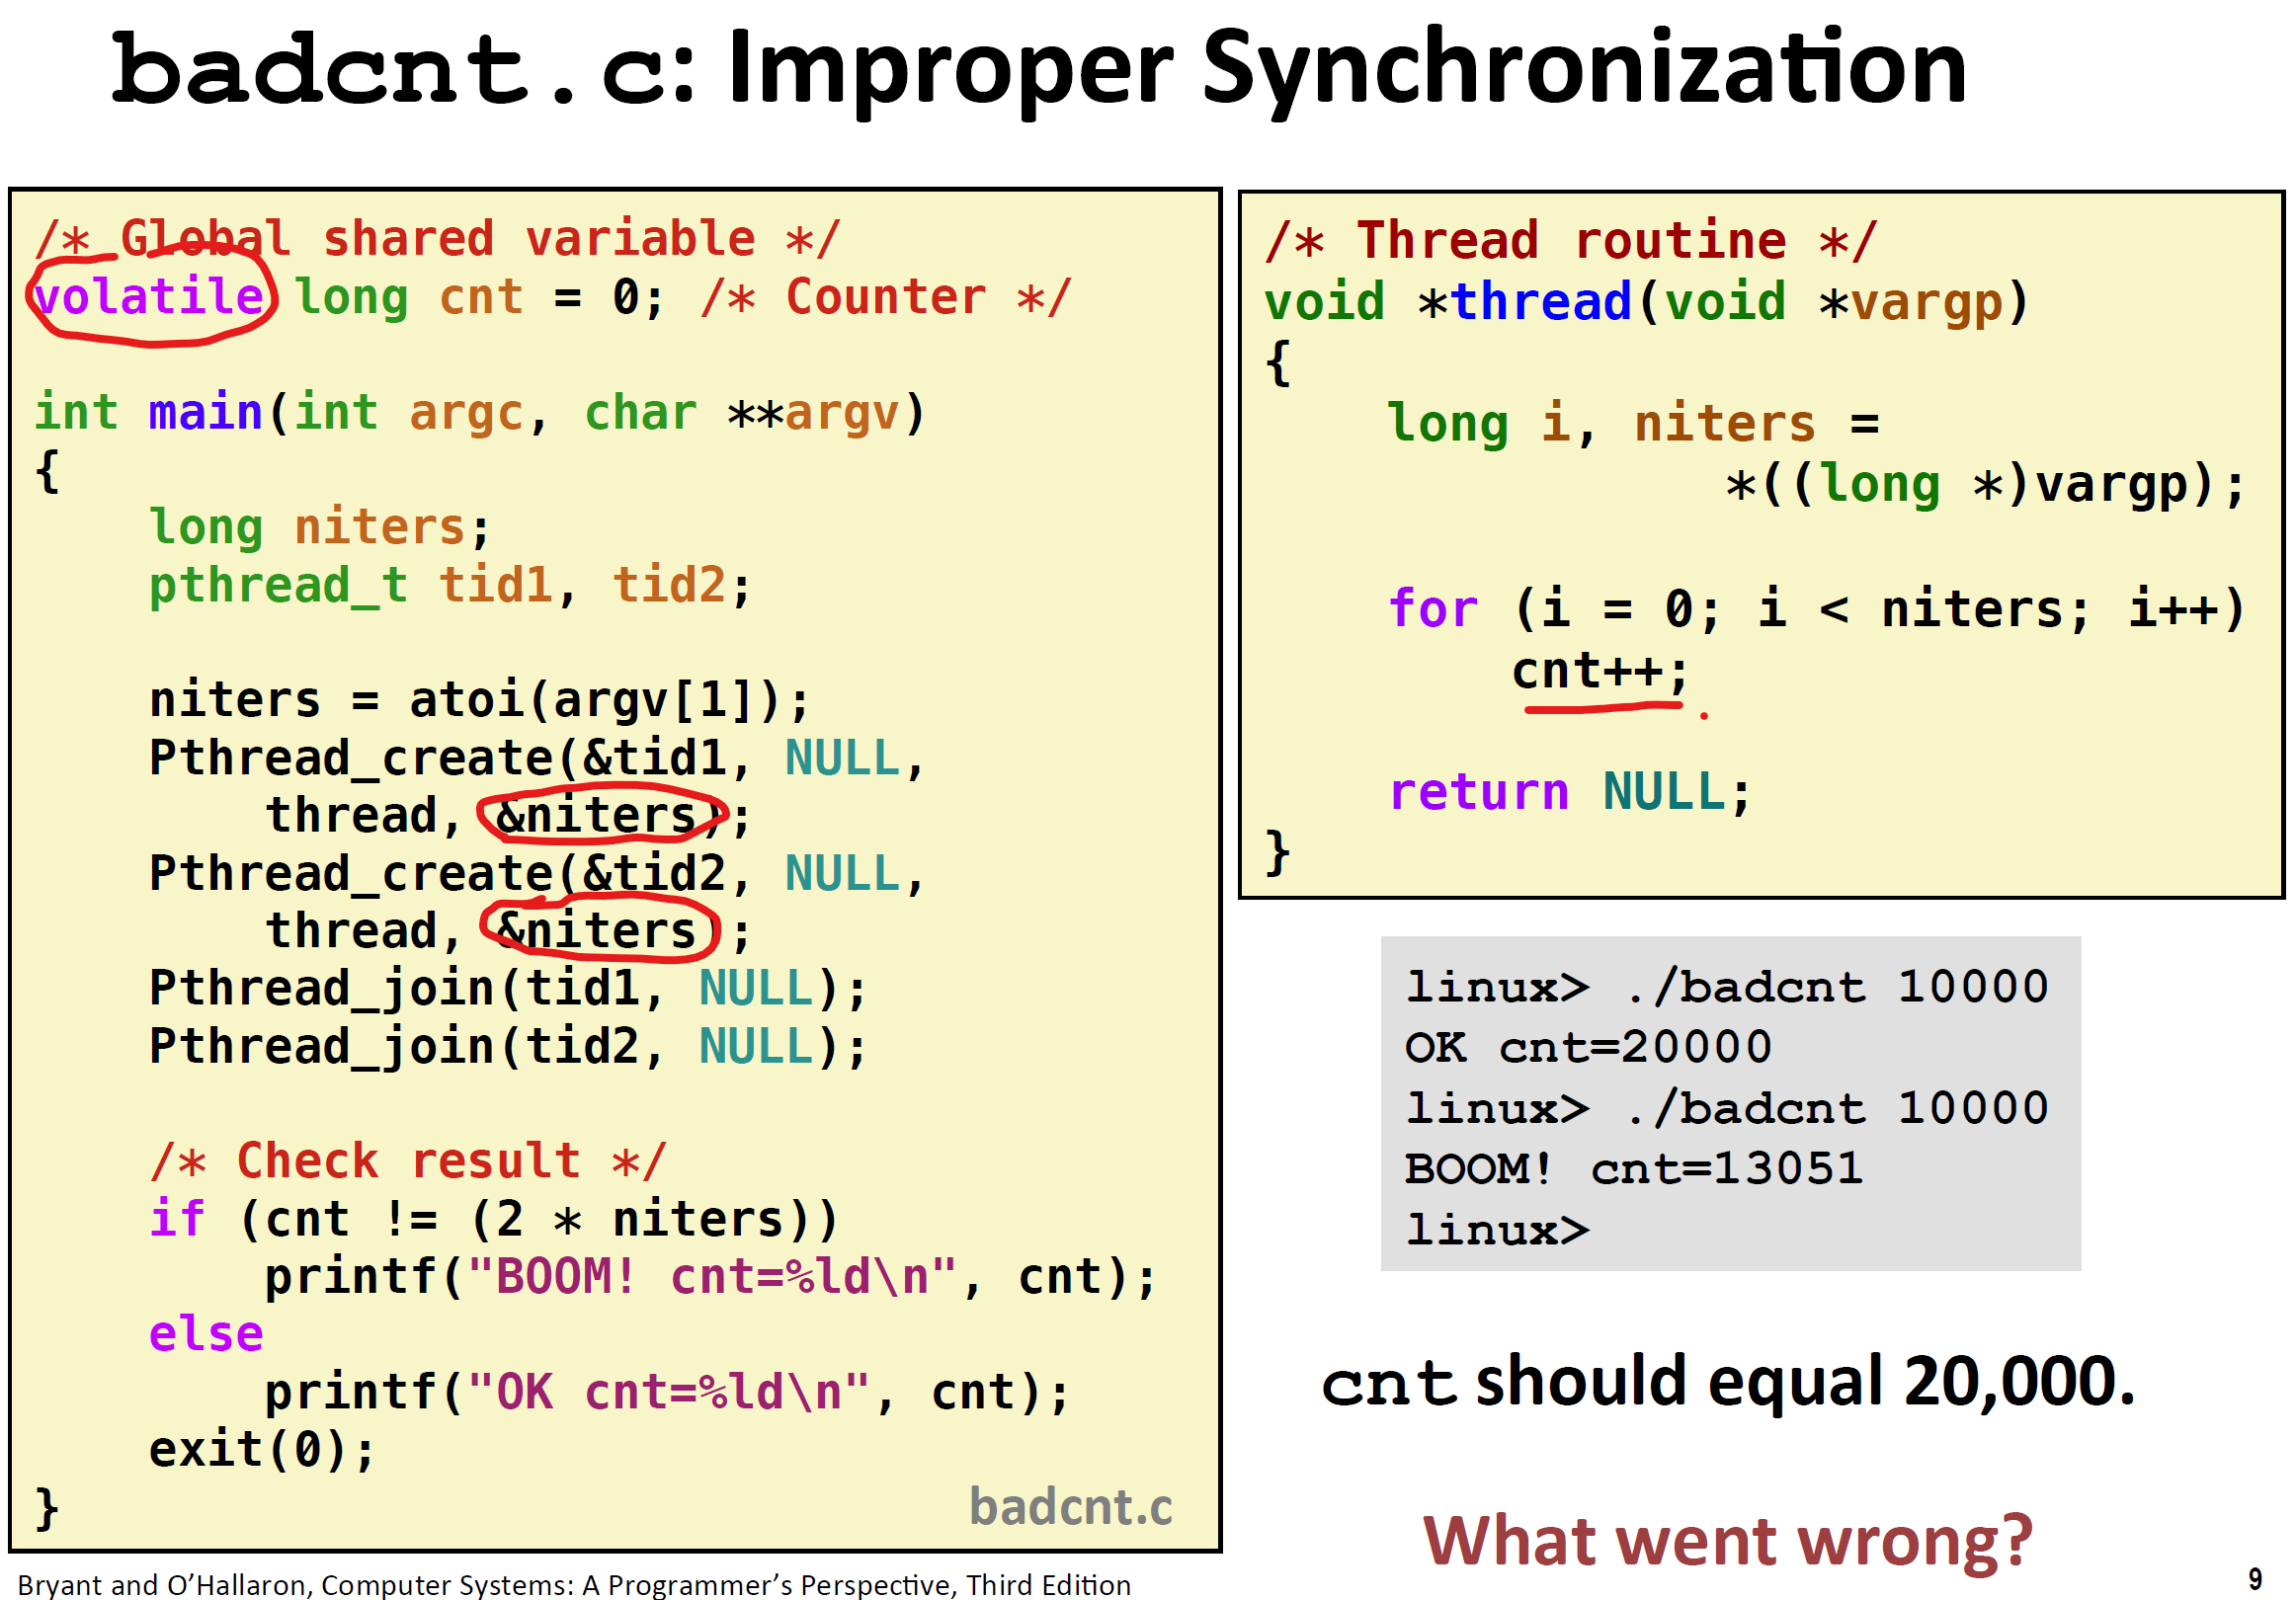 badcnt.c: Improper Synchronization
/* Global shared variable */
volatile long cnt = 0; /* Counter */
int main(int argc, char **argv)
{
    long niters;
    pthread_t tid1, tid2;
    niters = atoi(argv[1]);
    Pthread_create(&tid1, NULL,
        thread, &niters);
    Pthread_create(&tid2, NULL,
        thread, &niters);
    Pthread_join(tid1, NULL);
    Pthread_join(tid2, NULL);
    /* Check result */
    if (cnt != (2 * niters))
        printf("BOOM! cnt=%ld\n", cnt);
    else
        printf("OK cnt=%ld\n", cnt);
    exit(0);
}
badcnt.c
/* Thread routine */
void *thread(void *vargp)
{
    long i, niters =
               *((long *)vargp);
    for (i = 0; i < niters; i++)
        cnt++;
    return NULL;
}
linux> ./badcnt 10000
OK cnt=20000
linux> ./badcnt 10000
BOOM! cnt=13051
linux>
cnt should equal 20,000.
What went wrong?
Bryant and O’Hallaron, Computer Systems: A Programmer’s Perspective, Third Edition
9